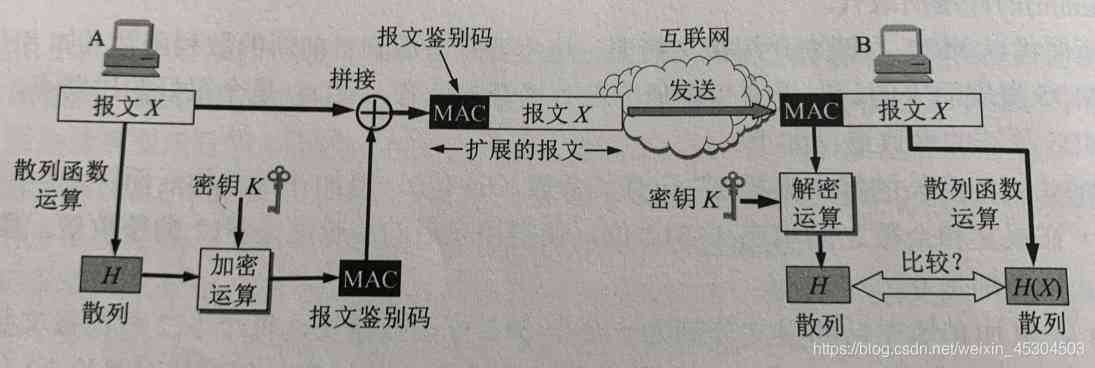 A
报文鉴别码
互联网
B
拼接
发送
报文 X
MAC
报文 X
MAC
报文 X
扩展的报文
散列函数
运算
密钥 K
密钥 K
解密
运算
散列函数
运算
H
加密
运算
MAC
H
比较?
H(X)
散列
报文鉴别码
散列
散列
https://blog.csdn.net/weixin_45304503